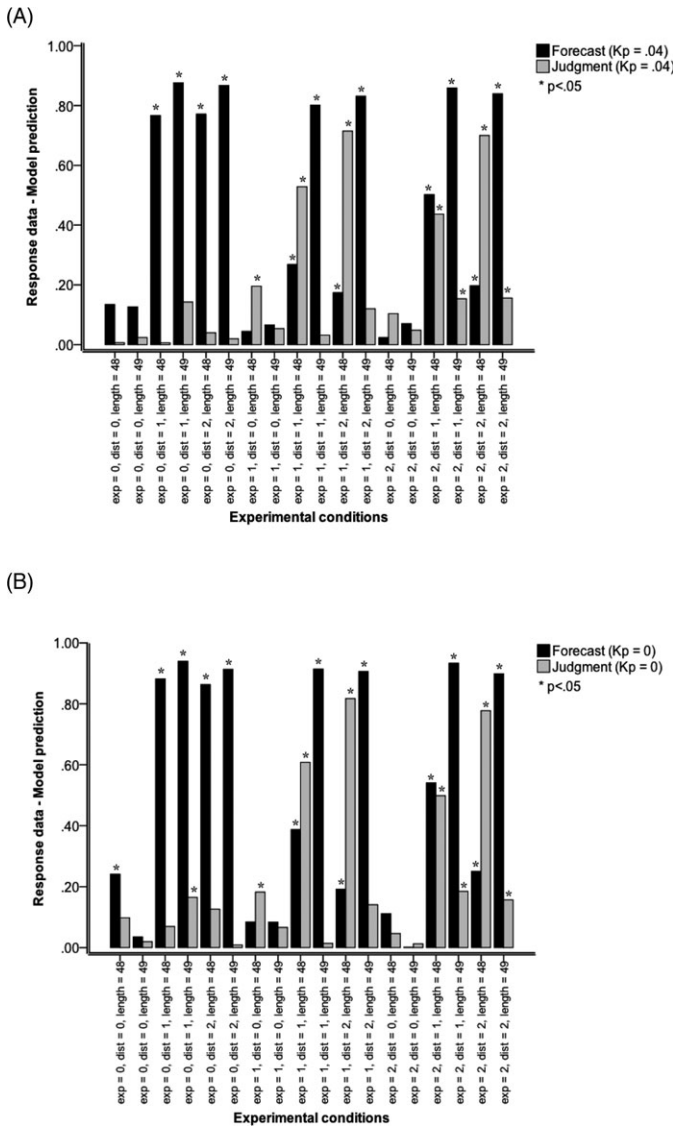 (A)
1.00
.80
.60
.40
.20
.00
Response data - Model prediction
Forecast (Kp = .04)
Judgment (Kp = .04)
* p<.05
* * * * * * * * * * * * * * * * *
exp = 0, dist = 0, length = 48
exp = 0, dist = 0, length = 49
exp = 0, dist = 1, length = 48
exp = 0, dist = 1, length = 49
exp = 0, dist = 2, length = 48
exp = 0, dist = 2, length = 49
exp = 1, dist = 0, length = 48
exp = 1, dist = 0, length = 49
exp = 1, dist = 1, length = 48
exp = 1, dist = 1, length = 49
exp = 1, dist = 2, length = 48
exp = 1, dist = 2, length = 49
exp = 2, dist = 0, length = 48
exp = 2, dist = 0, length = 49
exp = 2, dist = 1, length = 48
exp = 2, dist = 1, length = 49
exp = 2, dist = 2, length = 48
exp = 2, dist = 2, length = 49
Experimental conditions
(B)
1.00
.80
.60
.40
.20
.00
Response data - Model prediction
Forecast (Kp = 0)
Judgment (Kp = 0)
* p<.05
* * * * * * * * * * * * * * * * * * *
exp = 0, dist = 0, length = 48
exp = 0, dist = 0, length = 49
exp = 0, dist = 1, length = 48
exp = 0, dist = 1, length = 49
exp = 0, dist = 2, length = 48
exp = 0, dist = 2, length = 49
exp = 1, dist = 0, length = 48
exp = 1, dist = 0, length = 49
exp = 1, dist = 1, length = 48
exp = 1, dist = 1, length = 49
exp = 1, dist = 2, length = 48
exp = 1, dist = 2, length = 49
exp = 2, dist = 0, length = 48
exp = 2, dist = 0, length = 49
exp = 2, dist = 1, length = 48
exp = 2, dist = 1, length = 49
exp = 2, dist = 2, length = 48
exp = 2, dist = 2, length = 49
Experimental conditions